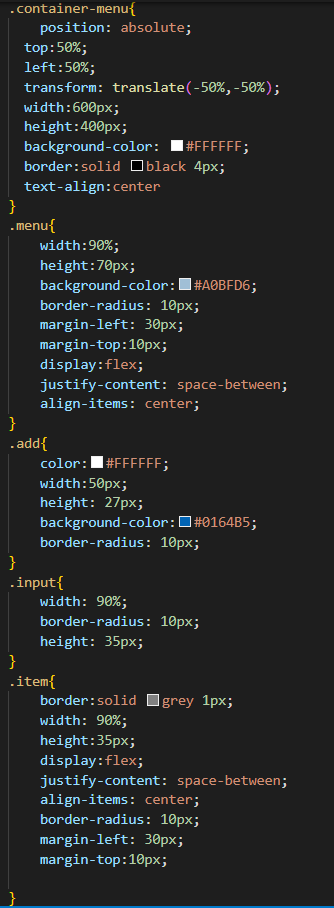 .container-menu{
    position: absolute;
  top:50%;
  left:50%;
  transform: translate(-50%,-50%);
  width:600px;
  height:400px;
  background-color: #FFFFFF;
  border:solid black 4px;
  text-align:center
}
.menu{
    width:90%;
    height:70px;
    background-color:#A0BFD6;
    border-radius: 10px;
    margin-left: 30px;
    margin-top:10px;
    display:flex;
    justify-content: space-between;
    align-items: center;
}
.add{
    color:#FFFFFF;
    width:50px;
    height: 27px;
    background-color:#0164B5;
    border-radius: 10px;
}
.input{
    width: 90%;
    border-radius: 10px;
    height: 35px;
}
.item{
    border:solid grey 1px;
    width: 90%;
    height:35px;
    display:flex;
    justify-content: space-between;
    align-items: center;
    border-radius: 10px;
    margin-left: 30px;
    margin-top:10px;

}